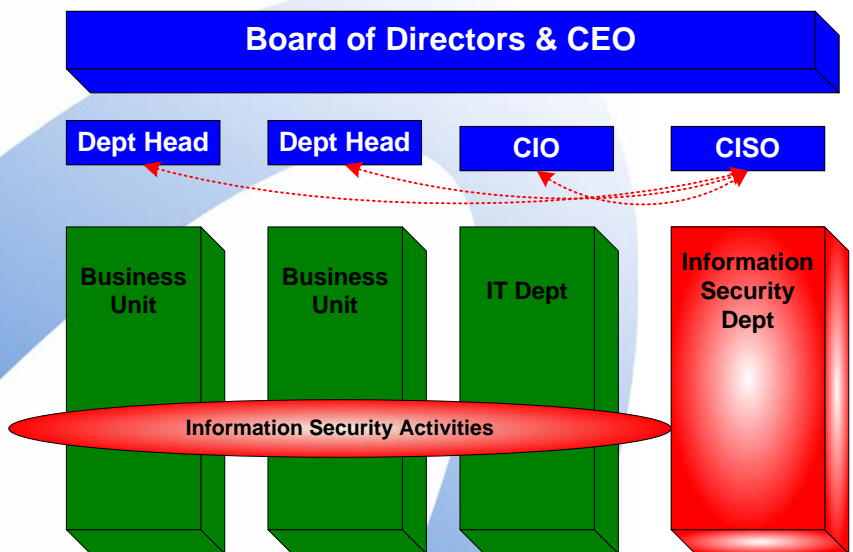 Board of Directors & CEO
Dept Head
Dept Head
CIO
CISO
Business
Unit
Business
Unit
IT Dept
Information
Security
Dept
Information Security Activities